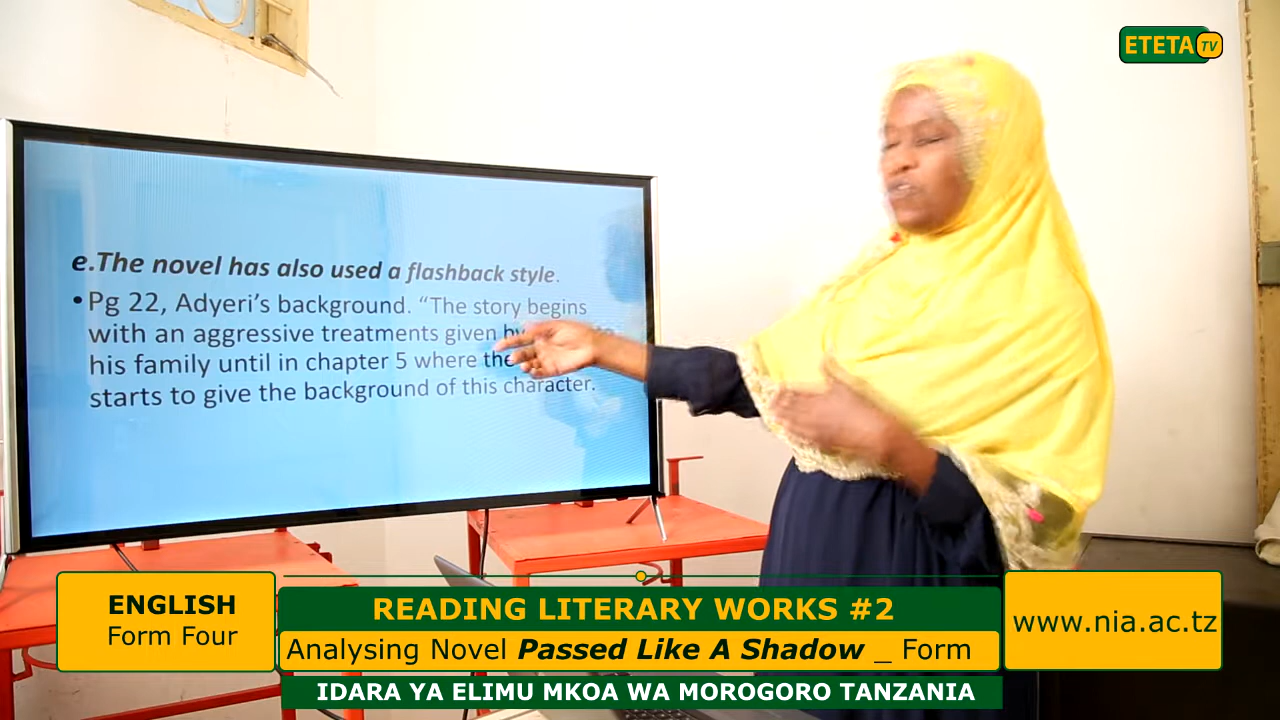 ETETA TV
e.The novel has also used a flashback style.
• Pg 22, Adyeri's background. “The story begins
with an aggressive treatments given by
his family until in chapter 5 where the
starts to give the background of this character.
ENGLISH
Form Four
READING LITERARY WORKS #2
Analysing Novel Passed Like A Shadow _ Form
www.nia.ac.tz
IDARA YA ELIMU MKOA WA MOROGORO TANZANIA